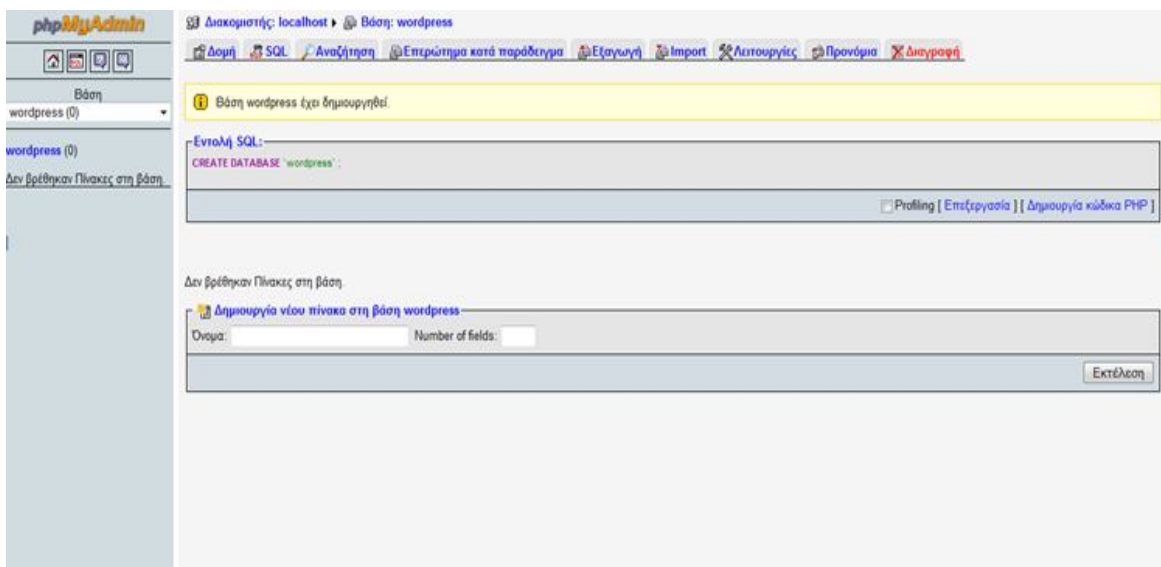 phpMyAdmin
Βάση
wordpress (0)
wordpress (0)
Δεν βρέθηκαν Πίνακες στη βάση.
Διακομιστής: localhost ▸ Βάση: wordpress
Δομή SQL Αναζήτηση Επερώτημα κατά παράδειγμα Εξαγωγή Import Λειτουργίες Προνόμια Διαγραφή
Βάση wordpress έχει δημιουργηθεί.
Εντολή SQL:
CREATE DATABASE `wordpress` ;
Profiling [ Επεξεργασία ] [ Δημιουργία κώδικα PHP ]
Δεν βρέθηκαν Πίνακες στη βάση.
Δημιουργία νέου πίνακα στη βάση wordpress
Όνομα: Number of fields:
Εκτέλεση